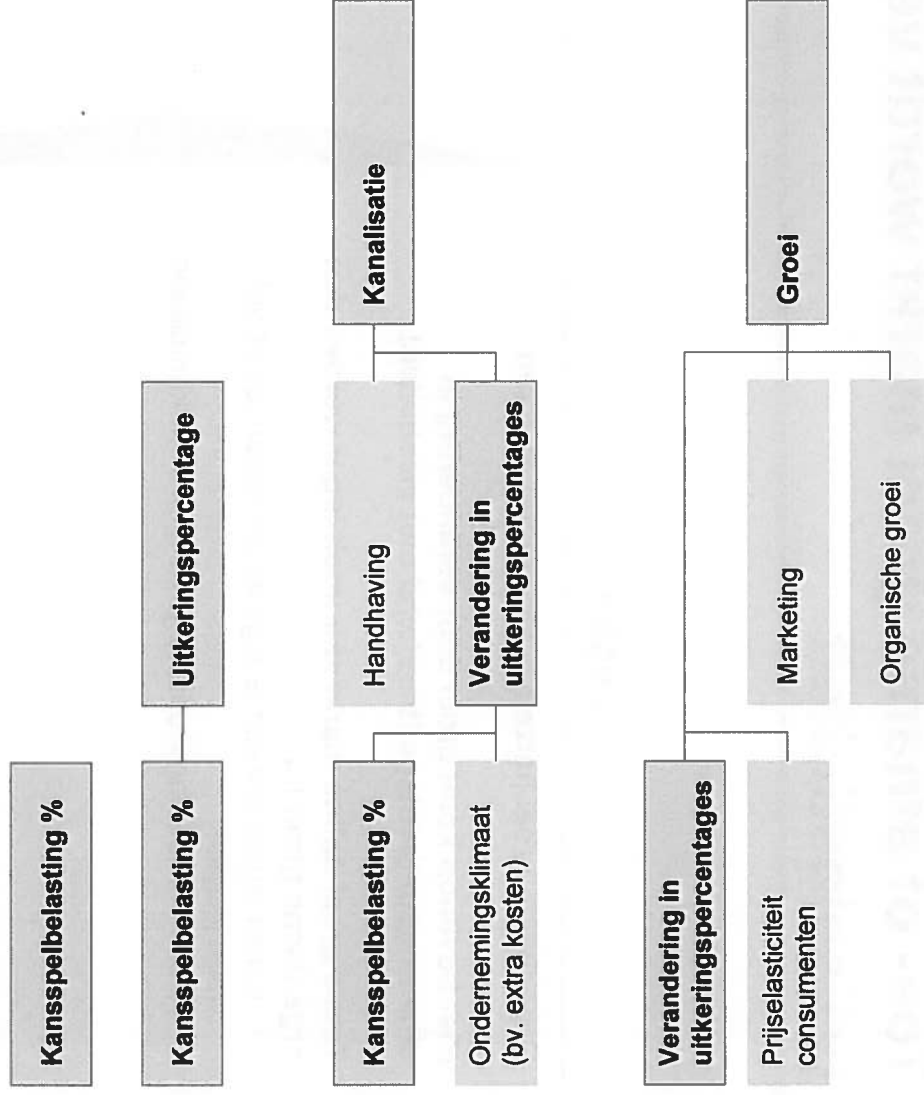 Kansspelbelasting %
Kansspelbelasting %
Uitkeringspercentage
Kansspelbelasting %
Ondernemingsklimaat
(bv. extra kosten)
Handhaving
Verandering in
uitkeringspercentages
Kanalisatie
Verandering in
uitkeringspercentages
Prijselasticiteit
consumenten
Marketing
Organische groei
Groei